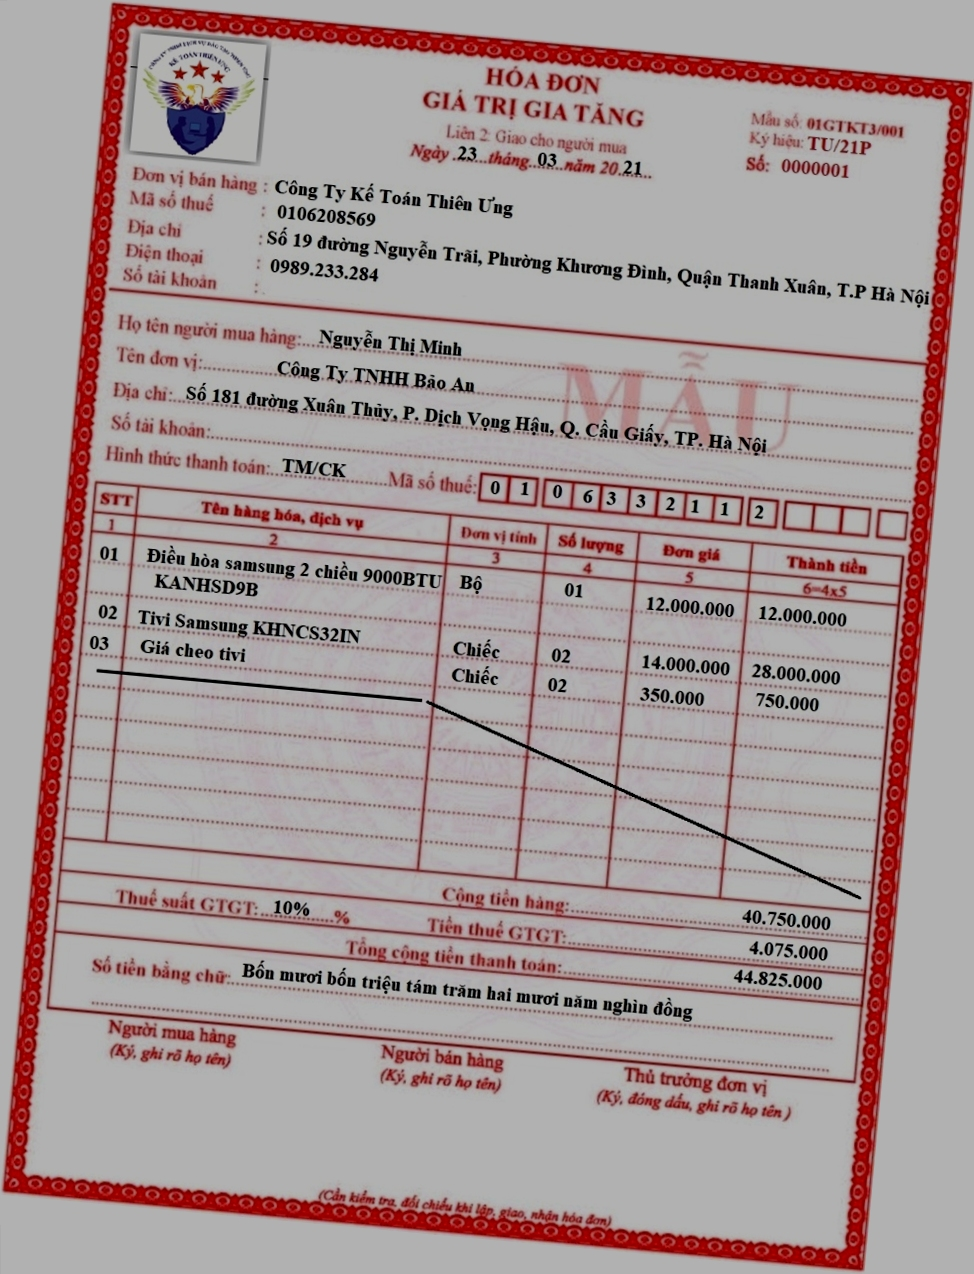 CÔNG TY TNHH DỊCH VỤ ĐÀO TẠO THIÊN ƯNG
KẾ TOÁN THIÊN ƯNG
HÓA ĐƠN
GIÁ TRỊ GIA TĂNG
Liên 2: Giao cho người mua
Ngày .23...tháng...03...năm 20.21...
Mẫu số: 01GTKT3/001
Ký hiệu: TU/21P
Số: 0000001
Đơn vị bán hàng : Công Ty Kế Toán Thiên Ưng
Mã số thuế : 0106208569
Địa chỉ : Số 19 đường Nguyễn Trãi, Phường Khương Đình, Quận Thanh Xuân, T.P Hà Nội
Điện thoại : 0989.233.284
Số tài khoản :
MẪU
Họ tên người mua hàng: Nguyễn Thị Minh
Tên đơn vị: Công Ty TNHH Bảo An
Địa chỉ: Số 181 đường Xuân Thủy, P. Dịch Vọng Hậu, Q. Cầu Giấy, TP. Hà Nội
Số tài khoản:
Hình thức thanh toán: TM/CK Mã số thuế: 0 1 0 6 3 3 2 1 1 2
STT Tên hàng hóa, dịch vụ Đơn vị tính Số lượng Đơn giá Thành tiền
1 2 3 4 5 6=4x5
01 Điều hòa samsung 2 chiều 9000BTU Bộ 01 12.000.000 12.000.000
KANHSD9B
02 Tivi Samsung KHNCS32IN Chiếc 02 14.000.000 28.000.000
03 Giá cheo tivi Chiếc 02 350.000 750.000
Cộng tiền hàng: 40.750.000
Thuế suất GTGT: 10% % Tiền thuế GTGT: 4.075.000
Tổng cộng tiền thanh toán: 44.825.000
Số tiền bằng chữ: Bốn mươi bốn triệu tám trăm hai mươi năm nghìn đồng
Người mua hàng Người bán hàng Thủ trưởng đơn vị
(Ký, ghi rõ họ tên) (Ký, ghi rõ họ tên) (Ký, đóng dấu, ghi rõ họ tên )
(Cần kiểm tra, đối chiếu khi lập, giao, nhận hóa đơn)